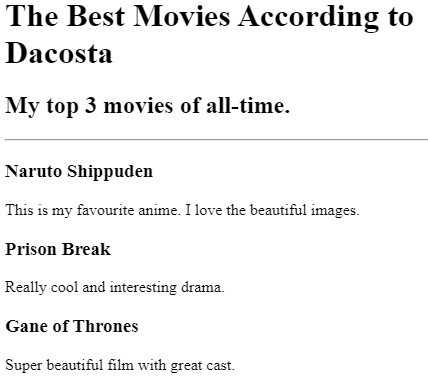 The Best Movies According to
Dacosta
My top 3 movies of all-time.
Naruto Shippuden
This is my favourite anime. I love the beautiful images.
Prison Break
Really cool and interesting drama.
Gane of Thrones
Super beautiful film with great cast.